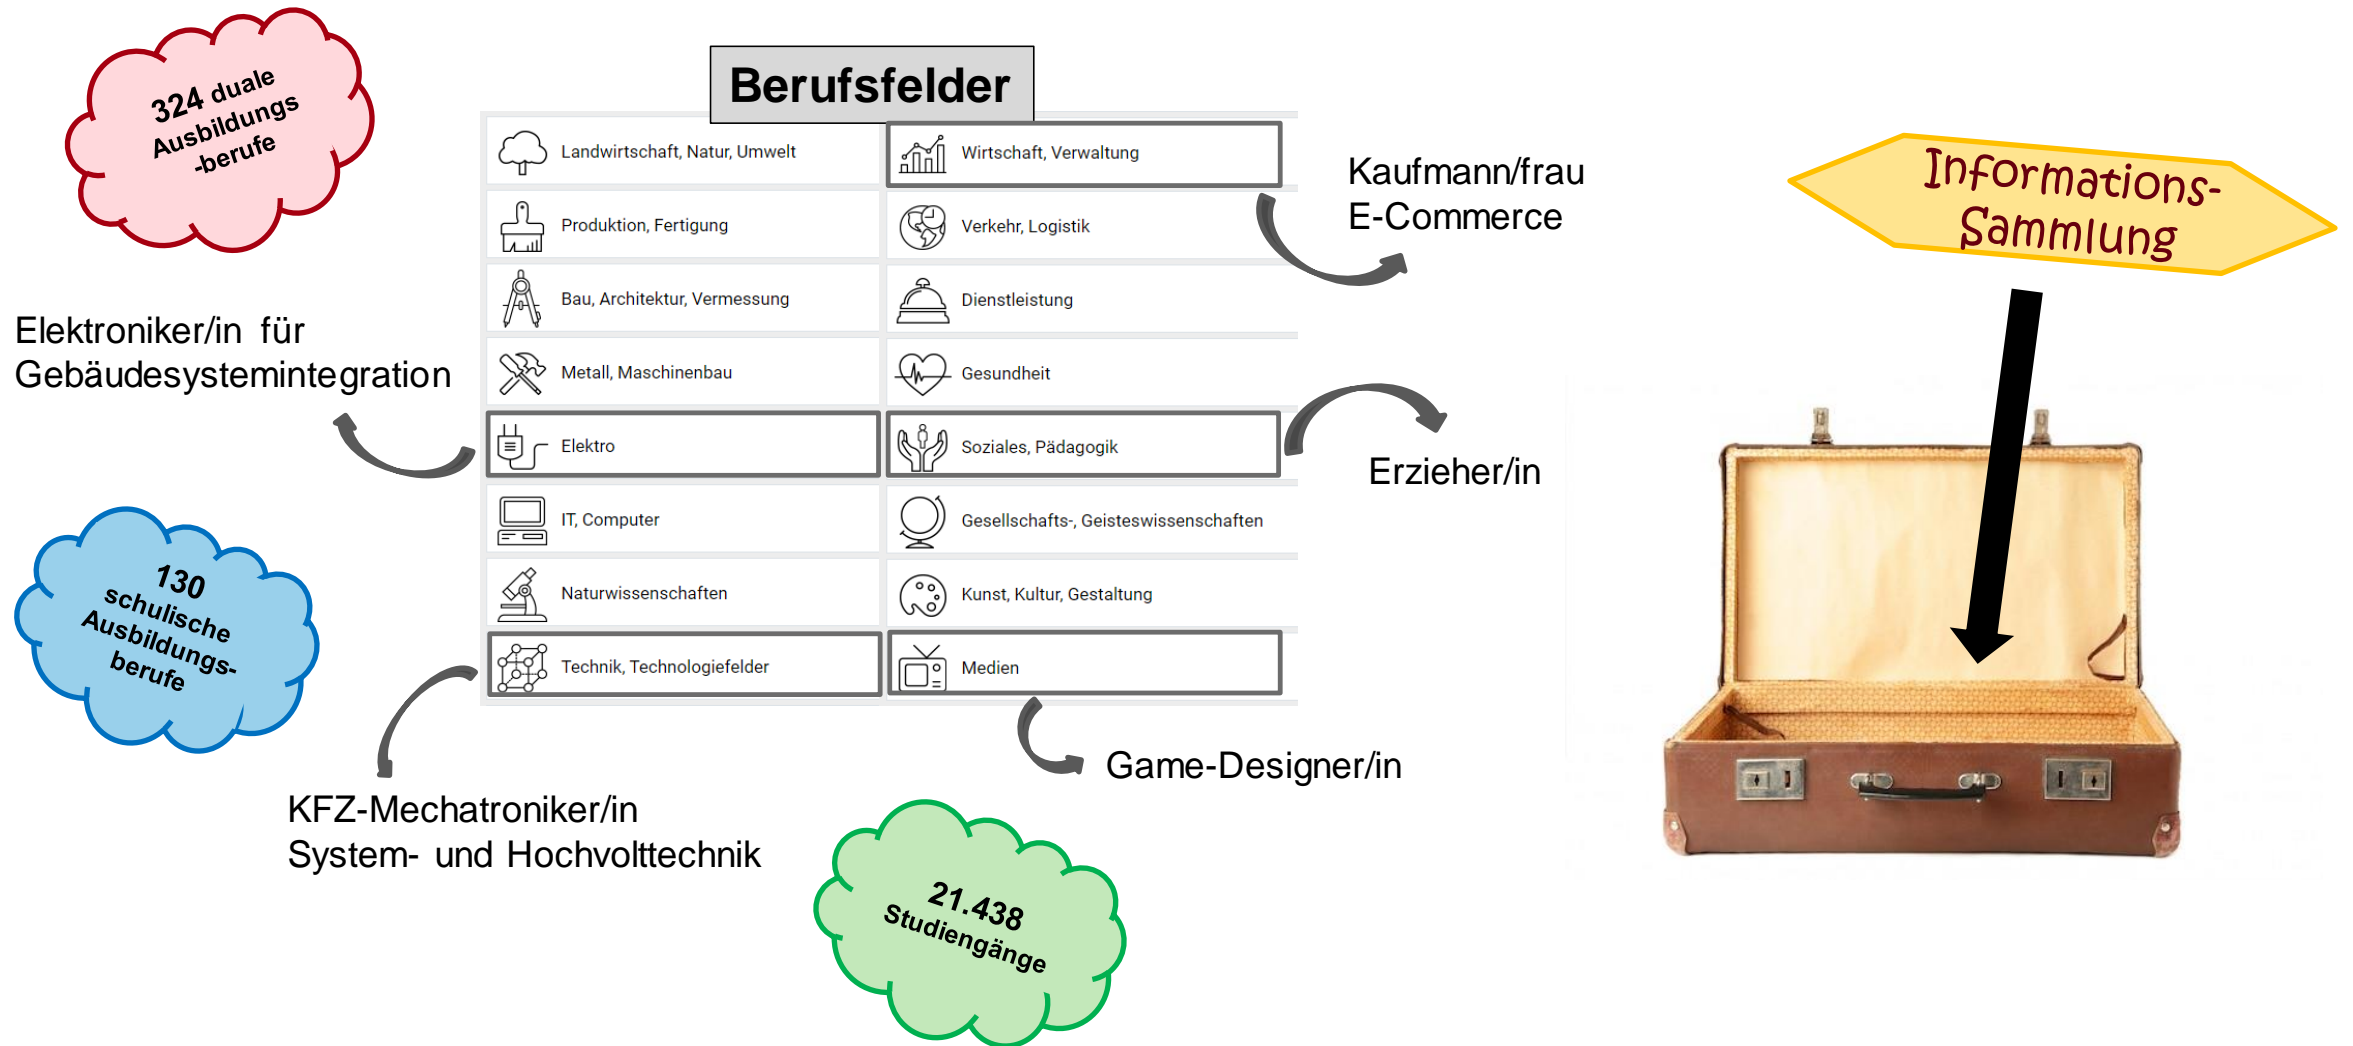 324 duale
Ausbildungs
-berufe
Berufsfelder
Landwirtschaft, Natur, Umwelt
Wirtschaft, Verwaltung
Produktion, Fertigung
Verkehr, Logistik
Bau, Architektur, Vermessung
Dienstleistung
Metall, Maschinenbau
Gesundheit
Elektro
Soziales, Pädagogik
IT, Computer
Gesellschafts-, Geisteswissenschaften
Naturwissenschaften
Kunst, Kultur, Gestaltung
Technik, Technologiefelder
Medien
Kaufmann/frau
E-Commerce
Informations-
Sammlung
Elektroniker/in für
Gebäudesystemintegration
Erzieher/in
130
schulische
Ausbildungs-
berufe
Game-Designer/in
KFZ-Mechatroniker/in
System- und Hochvolttechnik
21.438
Studiengänge